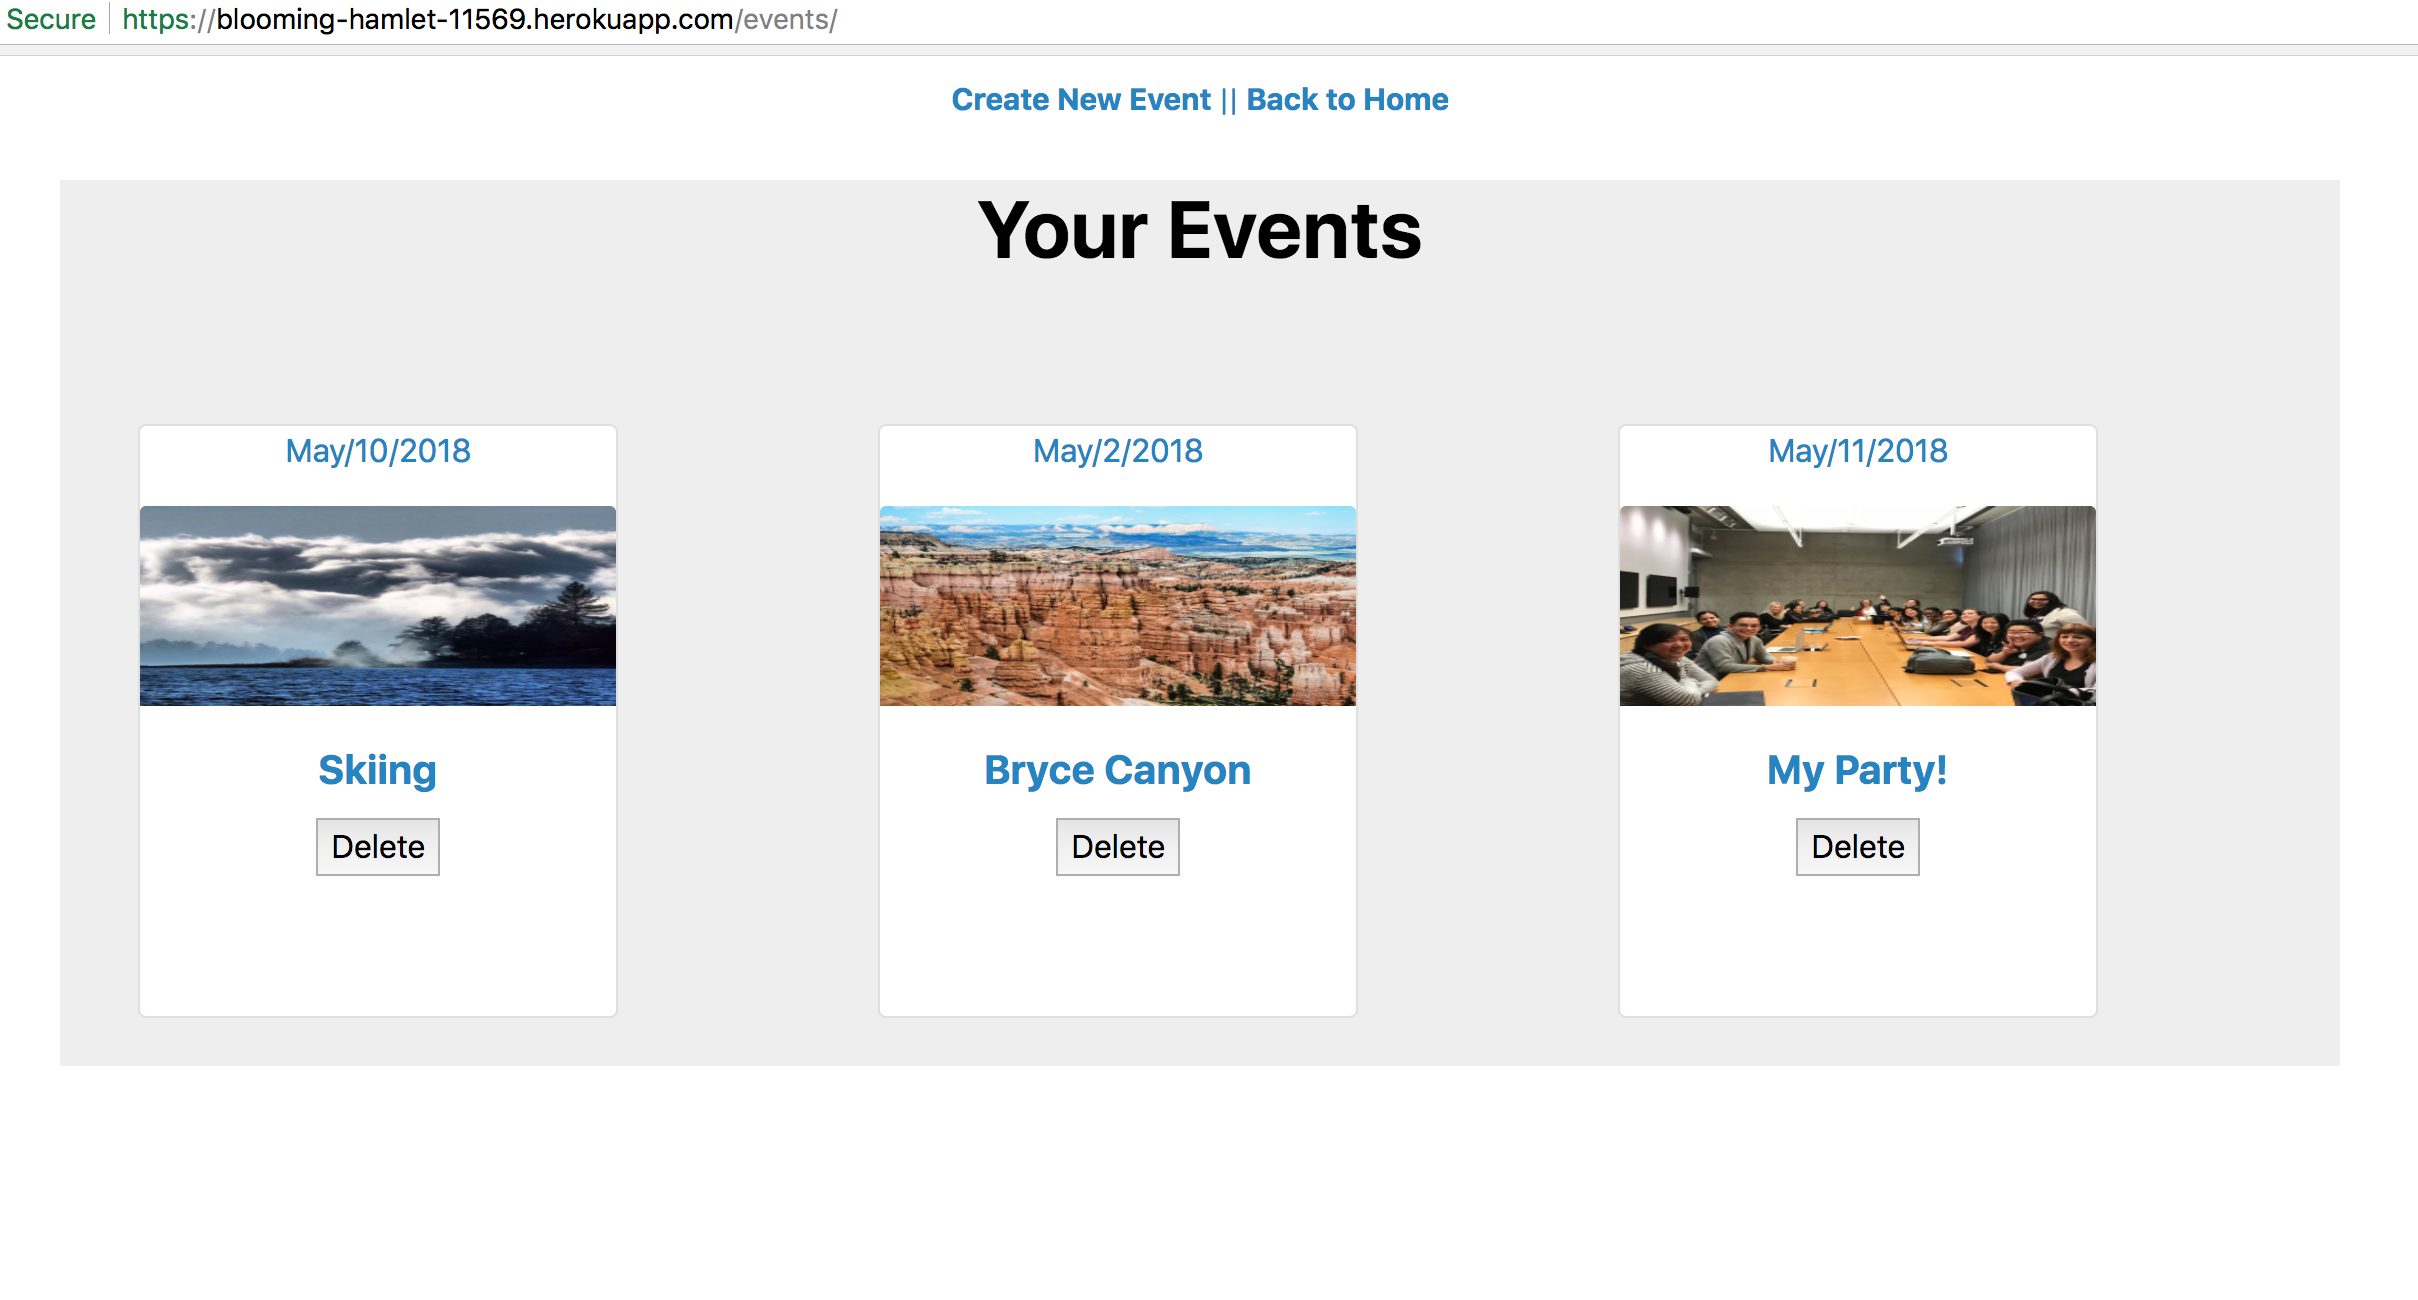 Secure https://blooming-hamlet-11569.herokuapp.com/events/
Create New Event || Back to Home
Your Events
May/10/2018
Skiing
Delete
May/2/2018
Bryce Canyon
Delete
May/11/2018
My Party!
Delete